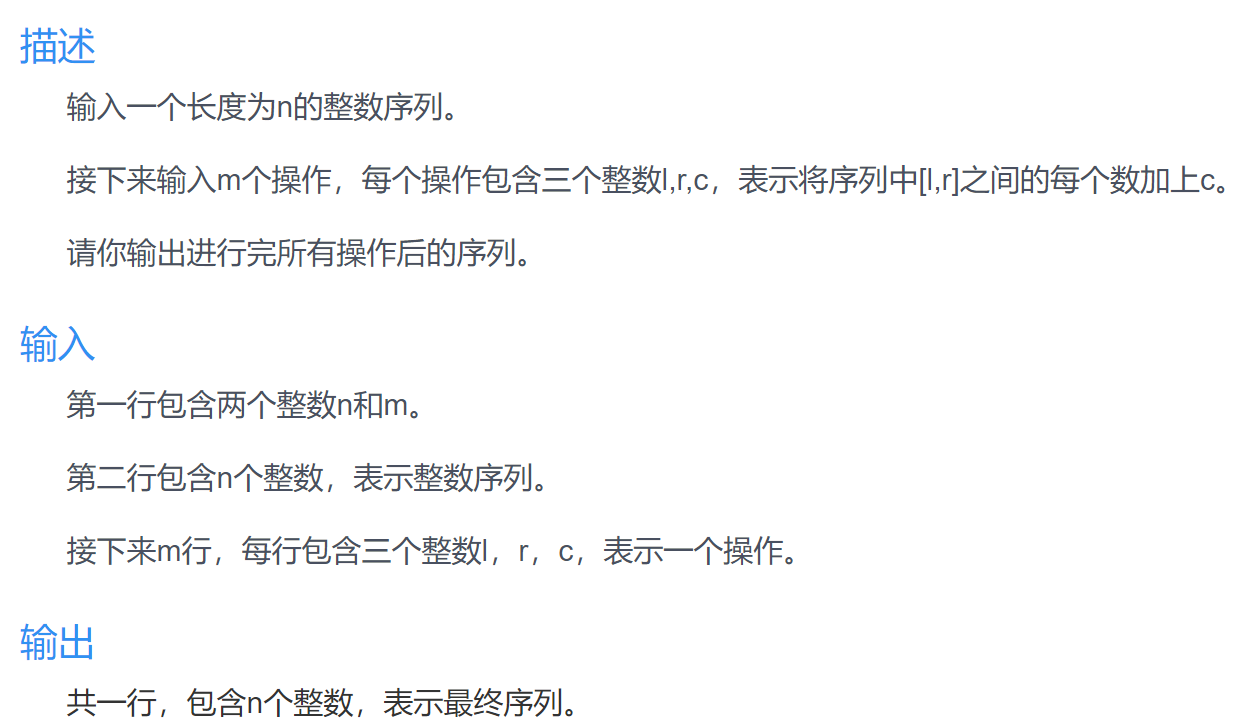 描述
输入一个长度为n的整数序列。
接下来输入m个操作，每个操作包含三个整数l,r,c，表示将序列中[l,r]之间的每个数加上c。
请你输出进行完所有操作后的序列。
输入
第一行包含两个整数n和m。
第二行包含n个整数，表示整数序列。
接下来m行，每行包含三个整数l，r，c，表示一个操作。
输出
共一行，包含n个整数，表示最终序列。